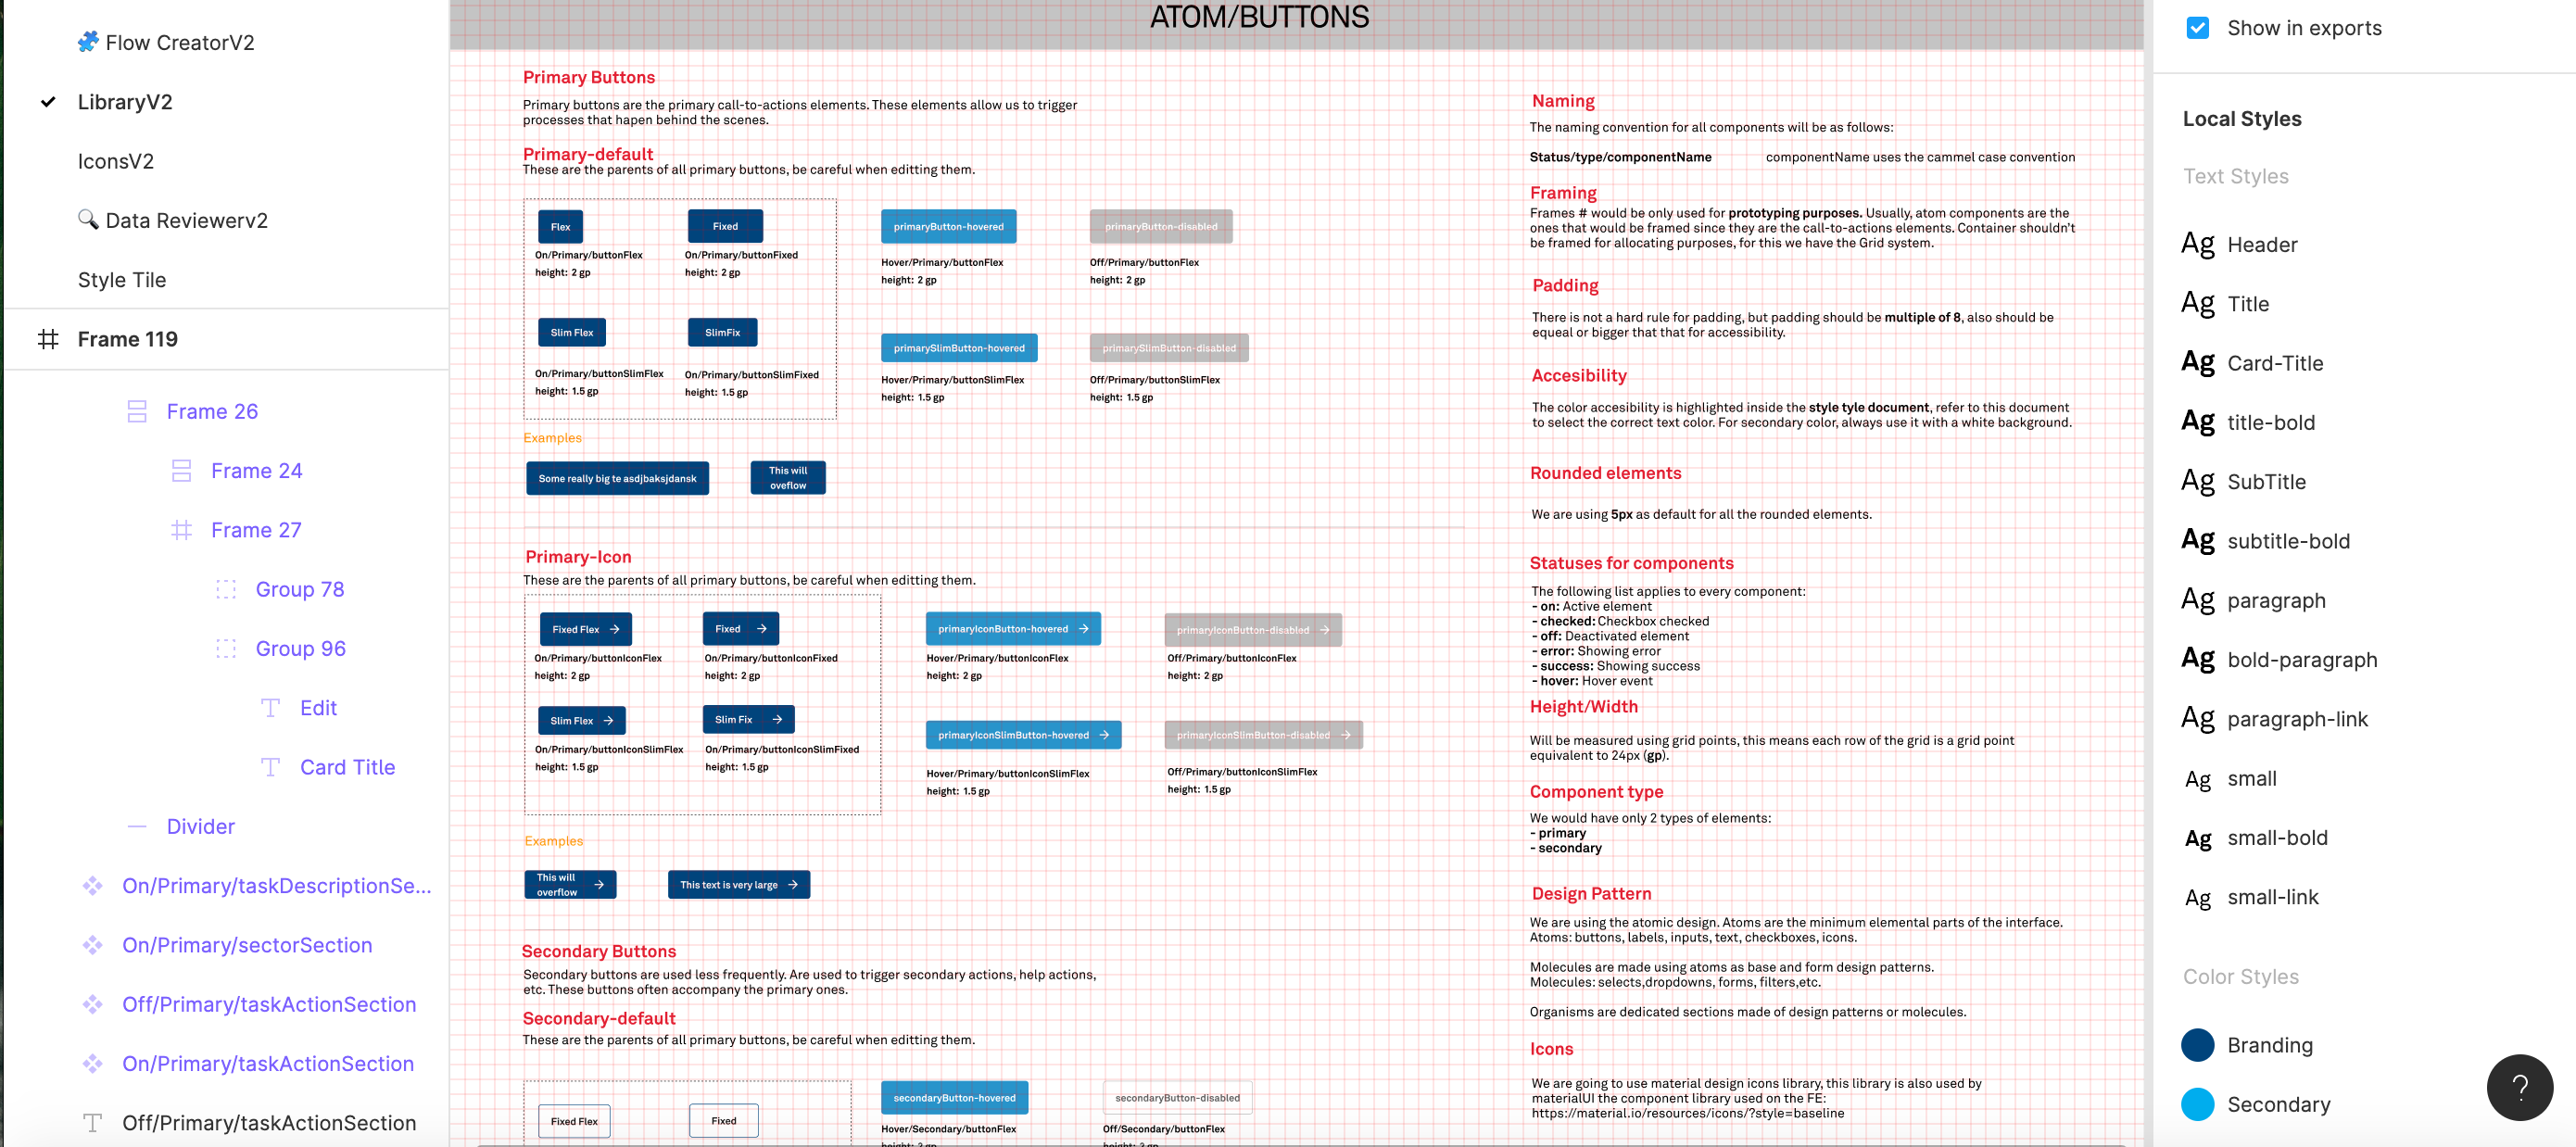 Flow CreatorV2
LibraryV2
IconsV2
Data Reviewerv2
Style Tile
Frame 119
Frame 26
Frame 24
Frame 27
Group 78
Group 96
Edit
Card Title
Divider
On/Primary/taskDescriptionSe...
On/Primary/sectorSection
Off/Primary/taskActionSection
On/Primary/taskActionSection
Off/Primary/taskActionSection
ATOM/BUTTONS
Primary Buttons
Primary buttons are the primary call-to-actions elements. These elements allow us to trigger
processes that hapen behind the scenes.
Primary-default
These are the parents of all primary buttons, be careful when editting them.
Flex
Fixed
primaryButton-hovered
primaryButton-disabled
On/Primary/buttonFlex
height: 2 gp
On/Primary/buttonFixed
height: 2 gp
Hover/Primary/buttonFlex
height: 2 gp
Off/Primary/buttonFlex
height: 2 gp
Slim Flex
SlimFix
primarySlimButton-hovered
primarySlimButton-disabled
On/Primary/buttonSlimFlex
height: 1.5 gp
On/Primary/buttonSlimFixed
height: 1.5 gp
Hover/Primary/buttonSlimFlex
height: 1.5 gp
Off/Primary/buttonSlimFlex
height: 1.5 gp
Examples
Some really big te asdjbaksjdansk
This will
oveflow
Primary-Icon
These are the parents of all primary buttons, be careful when editting them.
Fixed Flex →
Fixed →
primaryIconButton-hovered →
primaryIconButton-disabled →
On/Primary/buttonIconFlex
height: 2 gp
On/Primary/buttonIconFixed
height: 2 gp
Hover/Primary/buttonIconFlex
height: 2 gp
Off/Primary/buttonIconFlex
height: 2 gp
Slim Flex →
Slim Fix →
primaryIconSlimButton-hovered →
primaryIconSlimButton-disabled →
On/Primary/buttonIconSlimFlex
height: 1.5 gp
On/Primary/buttonIconSlimFixed
height: 1.5 gp
Hover/Primary/buttonIconSlimFlex
height: 1.5 gp
Off/Primary/buttonIconSlimFlex
height: 1.5 gp
Examples
This will
overflow →
This text is very large →
Secondary Buttons
Secondary buttons are used less frequently. Are used to trigger secondary actions, help actions,
etc. These buttons often accompany the primary ones.
Secondary-default
These are the parents of all primary buttons, be careful when editting them.
Fixed Flex
Fixed
secondaryButton-hovered
secondaryButton-disabled
Hover/Secondary/buttonFlex
height: 2 gp
Off/Secondary/buttonFlex
height: 2 gp
Naming
The naming convention for all components will be as follows:
Status/type/componentName componentName uses the cammel case convention
Framing
Frames # would be only used for prototyping purposes. Usually, atom components are the
ones that would be framed since they are the call-to-actions elements. Container shouldn't
be framed for allocating purposes, for this we have the Grid system.
Padding
There is not a hard rule for padding, but padding should be multiple of 8, also should be
equeal or bigger that that for accessibility.
Accesibility
The color accesibility is highlighted inside the style tyle document, refer to this document
to select the correct text color. For secondary color, always use it with a white background.
Rounded elements
We are using 5px as default for all the rounded elements.
Statuses for components
The following list applies to every component:
- on: Active element
- checked: Checkbox checked
- off: Deactivated element
- error: Showing error
- success: Showing success
- hover: Hover event
Height/Width
Will be measured using grid points, this means each row of the grid is a grid point
equivalent to 24px (gp).
Component type
We would have only 2 types of elements:
- primary
- secondary
Design Pattern
We are using the atomic design. Atoms are the minimum elemental parts of the interface.
Atoms: buttons, labels, inputs, text, checkboxes, icons.
Molecules are made using atoms as base and form design patterns.
Molecules: selects,dropdowns, forms, filters,etc.
Organisms are dedicated sections made of design patterns or molecules.
Icons
We are going to use material design icons library, this library is also used by
materialUI the component library used on the FE:
https://material.io/resources/icons/?style=baseline
Show in exports
Local Styles
Text Styles
Ag Header
Ag Title
Ag Card-Title
Ag title-bold
Ag SubTitle
Ag subtitle-bold
Ag paragraph
Ag bold-paragraph
Ag paragraph-link
Ag small
Ag small-bold
Ag small-link
Color Styles
Branding
Secondary
?